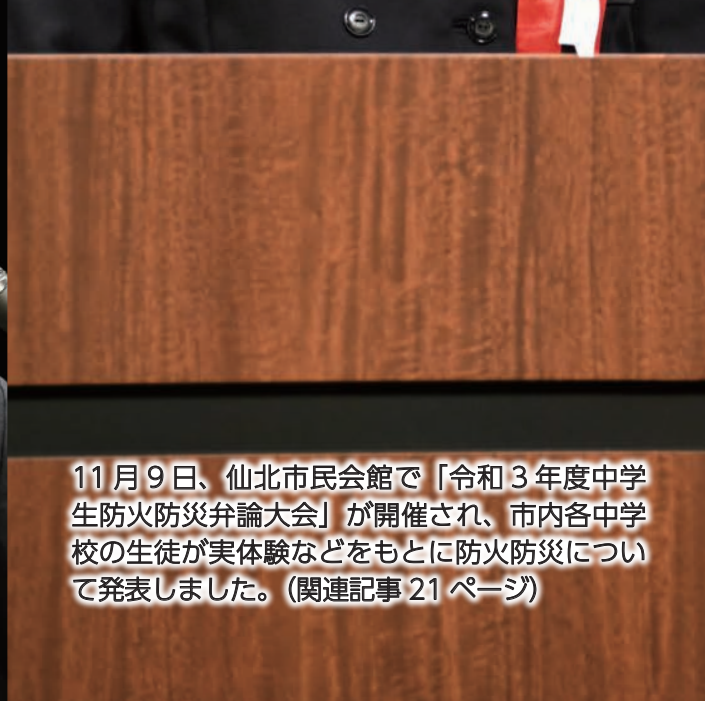 11月9日、仙北市民会館で「令和3年度中学
生防火防災弁論大会」が開催され、市内各中学
校の生徒が実体験などをもとに防火防災につい
て発表しました。（関連記事21ページ）